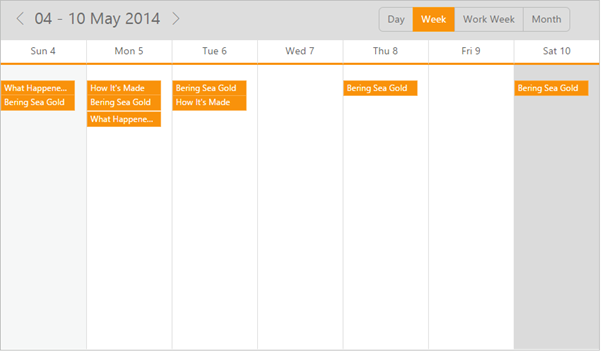 04 - 10 May 2014
Day Week Work Week Month
Sun 4 Mon 5 Tue 6 Wed 7 Thu 8 Fri 9 Sat 10
What Happene... How It's Made Bering Sea Gold Bering Sea Gold Bering Sea Gold
Bering Sea Gold Bering Sea Gold How It's Made
What Happene...